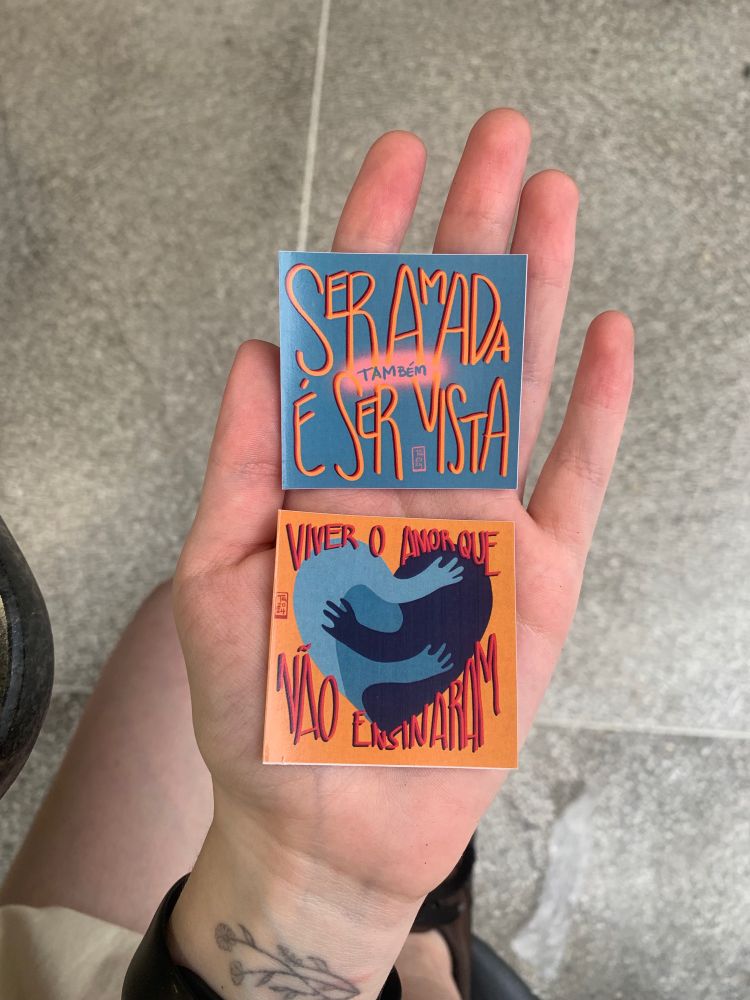 SER AMADA
TAMBÉM
É SER VISTA
VIVER O AMOR QUE
NÃO ENSINARAM